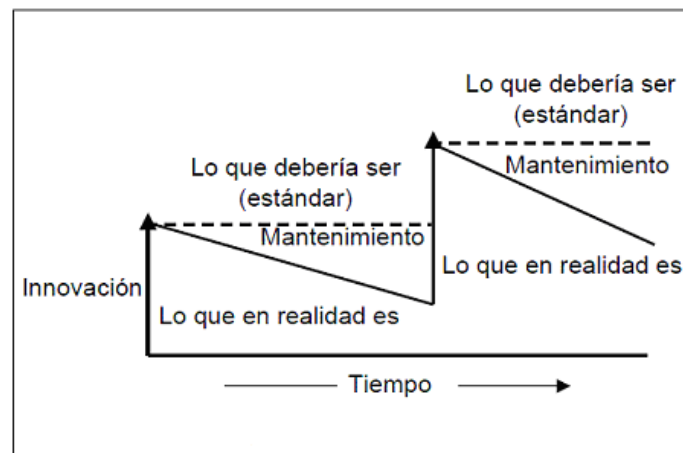 Lo que debería ser
(estándar)
Mantenimiento
Lo que debería ser
(estándar)
Mantenimiento
Innovación
Lo que en realidad es
Lo que en realidad es
Tiempo